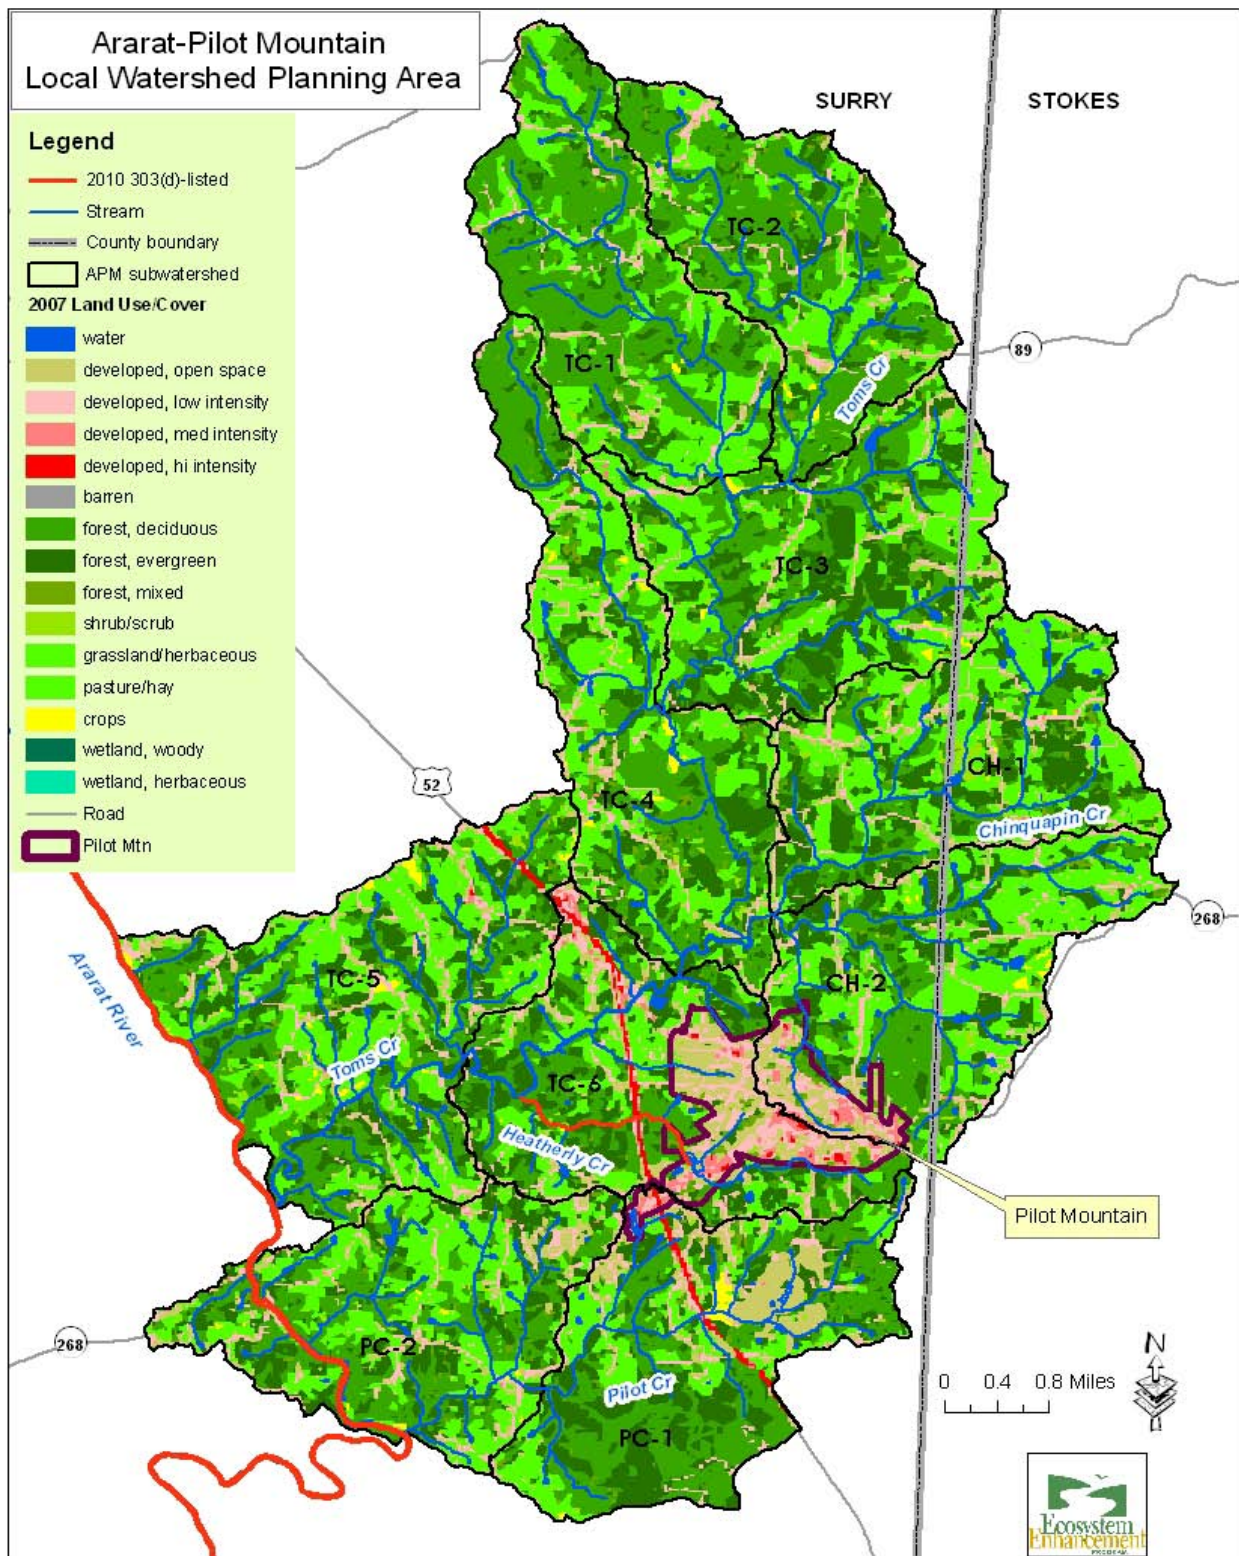 Ararat-Pilot Mountain
Local Watershed Planning Area
SURRY
STOKES
Legend
2010 303(d)-listed
Stream
County boundary
APM subwatershed
2007 Land Use/Cover
water
developed, open space
developed, low intensity
developed, med intensity
developed, hi intensity
barren
forest, deciduous
forest, evergreen
forest, mixed
shrub/scrub
grassland/herbaceous
pasture/hay
crops
wetland, woody
wetland, herbaceous
Road
Pilot Mtn
TC-2
89
TC-1
Toms Cr
TC-3
52
CH-1
TC-4
Chinquapin Cr
268
Ararat River
TC-5
CH-2
Toms Cr
TC-6
Heatherly Cr
Pilot Mountain
268
PC-2
Pilot Cr
PC-1
N
0 0.4 0.8 Miles
Ecosystem
Enhancement
PROGRAM